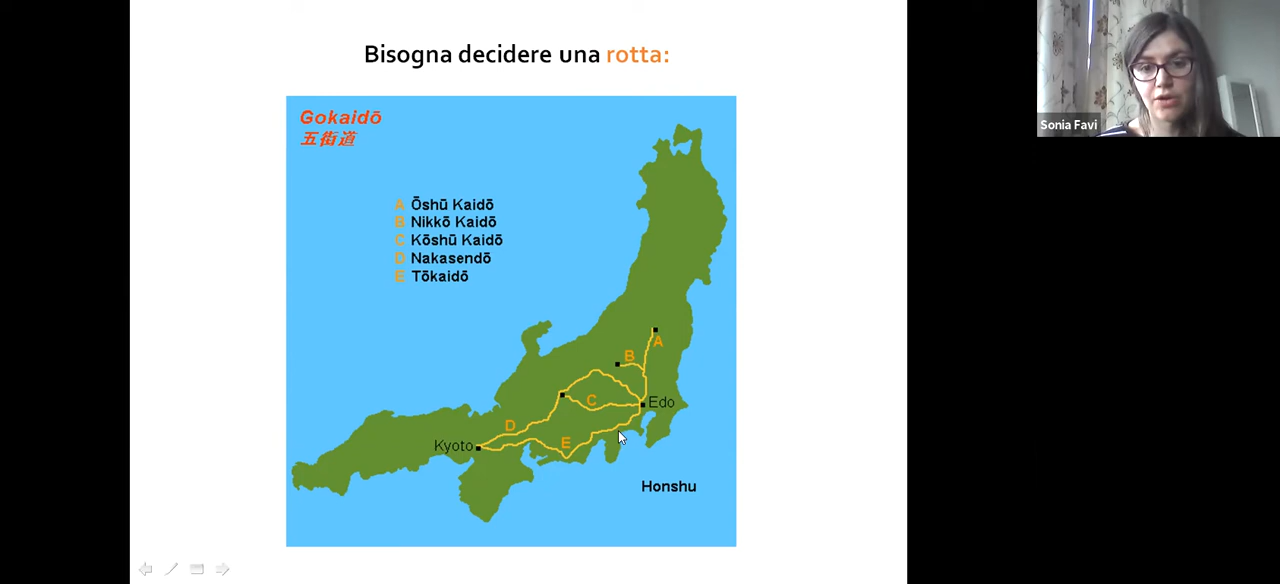 Bisogna decidere una rotta:
Gokaidō
五街道
A Ōshū Kaidō
B Nikkō Kaidō
C Kōshū Kaidō
D Nakasendō
E Tōkaidō
A
B
Edo
C
D
Kyoto
E
Honshu
Sonia Favi